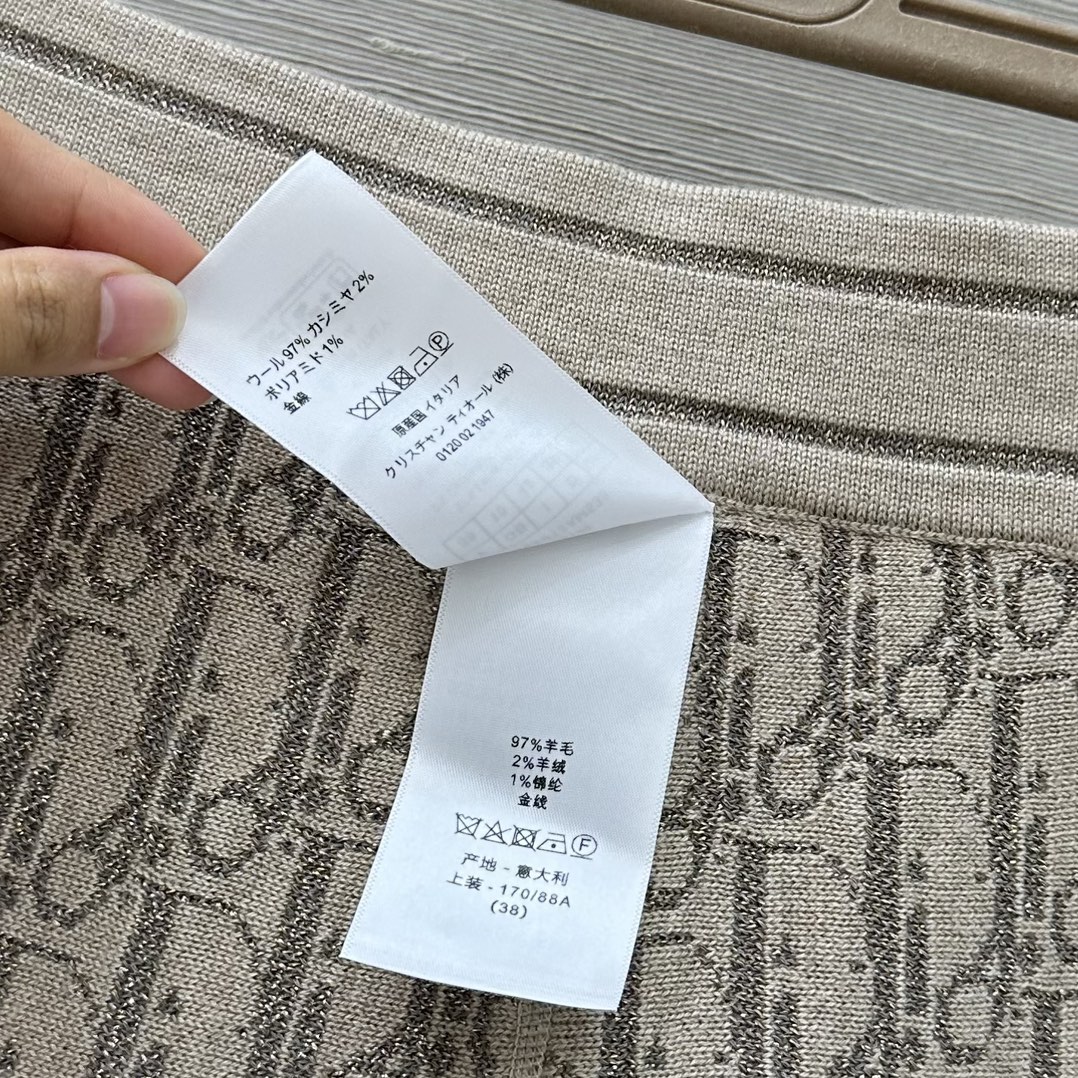 ウール 97% カシミヤ 2%
ポリアミド 1%
金線
P
原産国 イタリア
クリスチャン ディオール (株)
0120 02 1947
97%羊毛
2%羊绒
1%锦纶
金线
F
产地 - 意大利
上装 - 170/88A
(38)